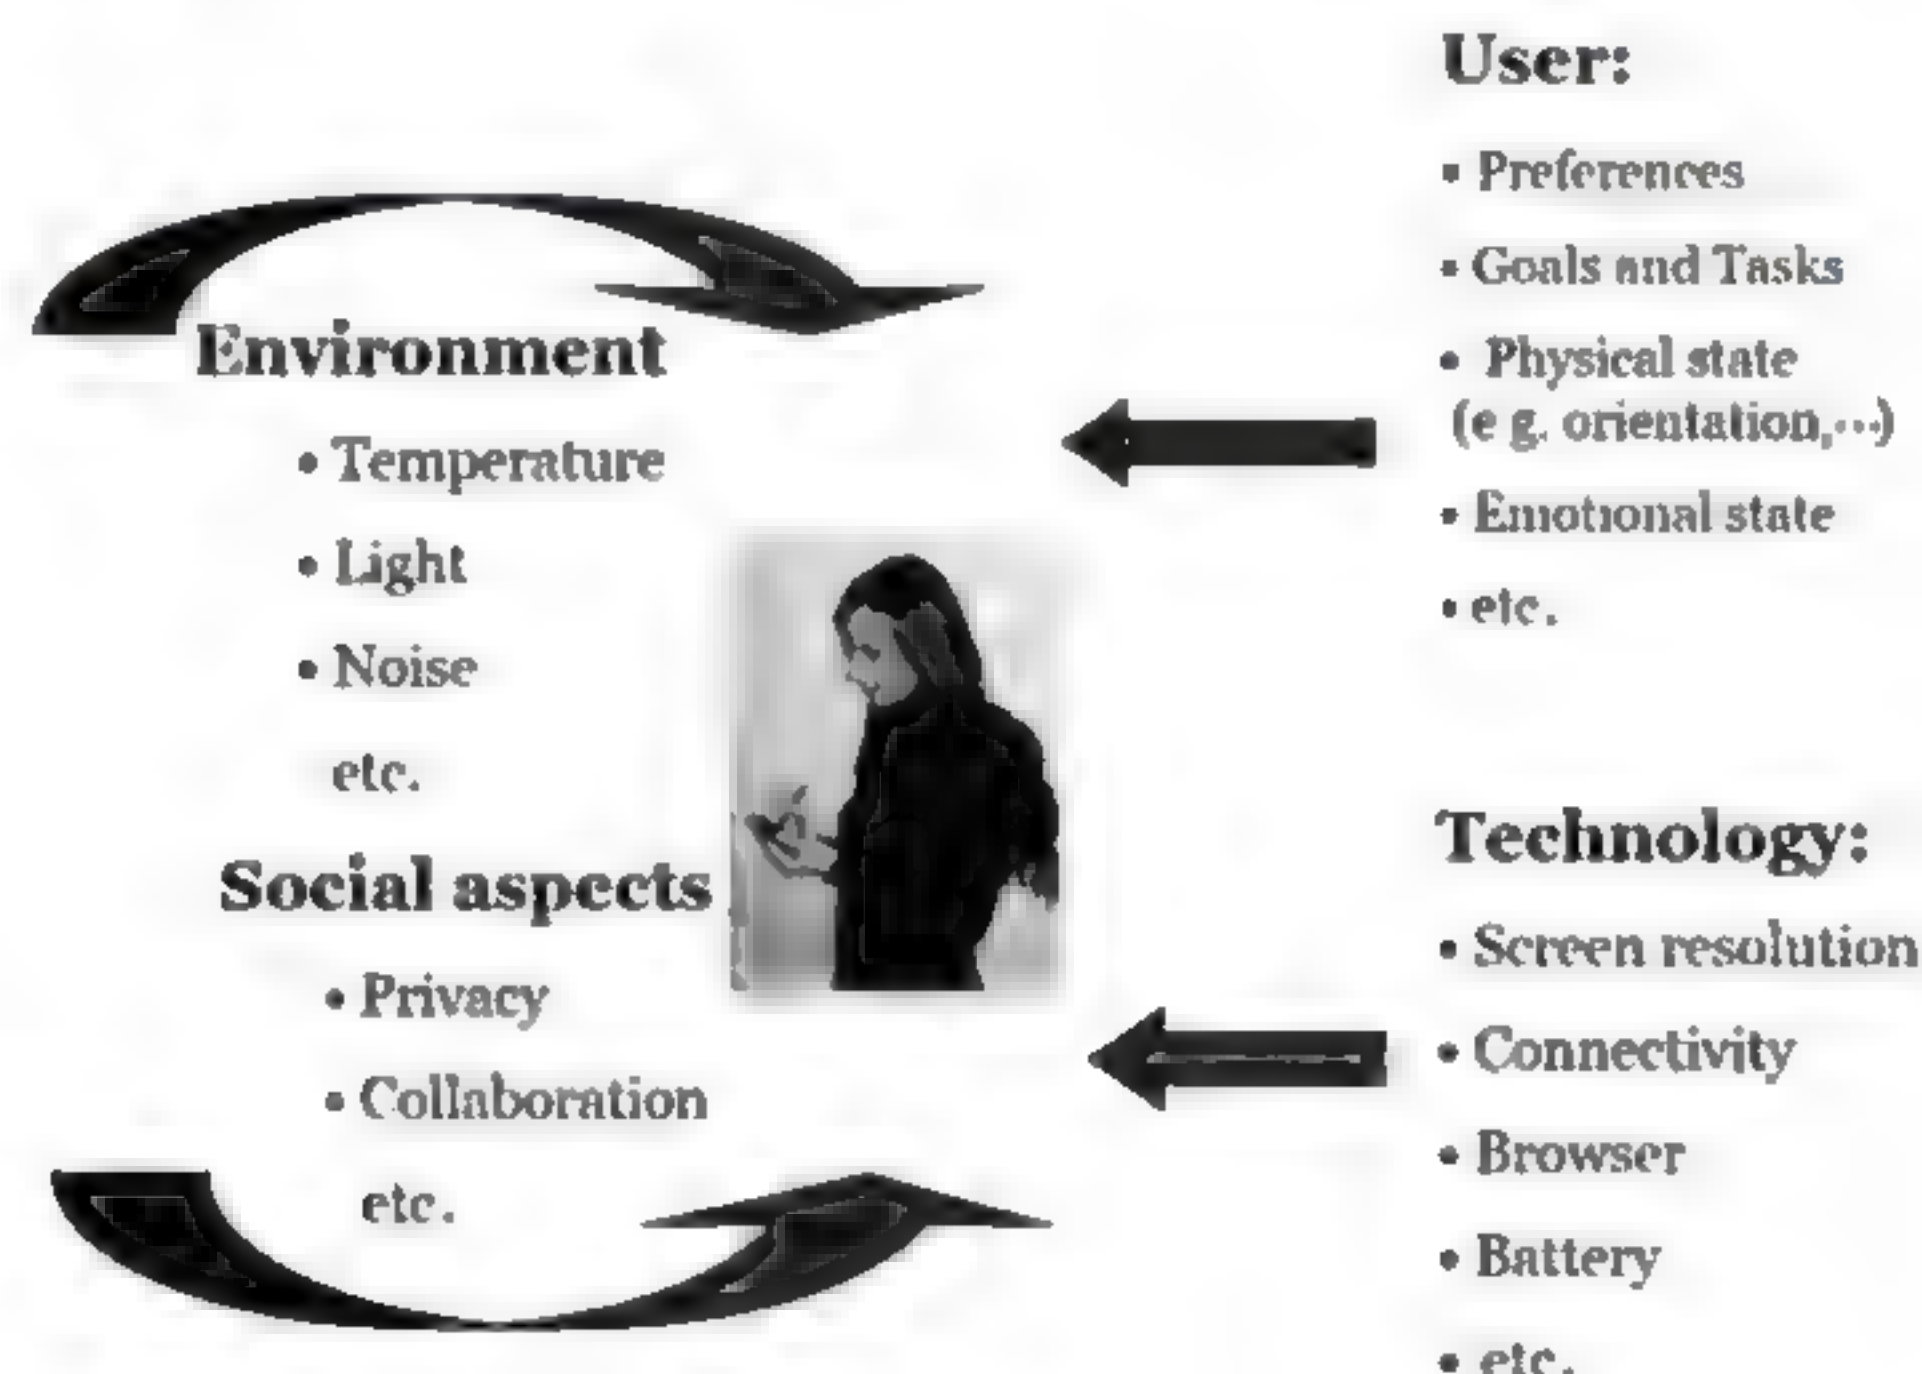 Environment
• Temperature
• Light
• Noise
etc.
Social aspects
• Privacy
• Collaboration
etc.
User:
• Preferences
• Goals and Tasks
• Physical state
(e g. orientation,...)
• Emotional state
• etc.
Technology:
• Screen resolution
• Connectivity
• Browser
• Battery
• etc.